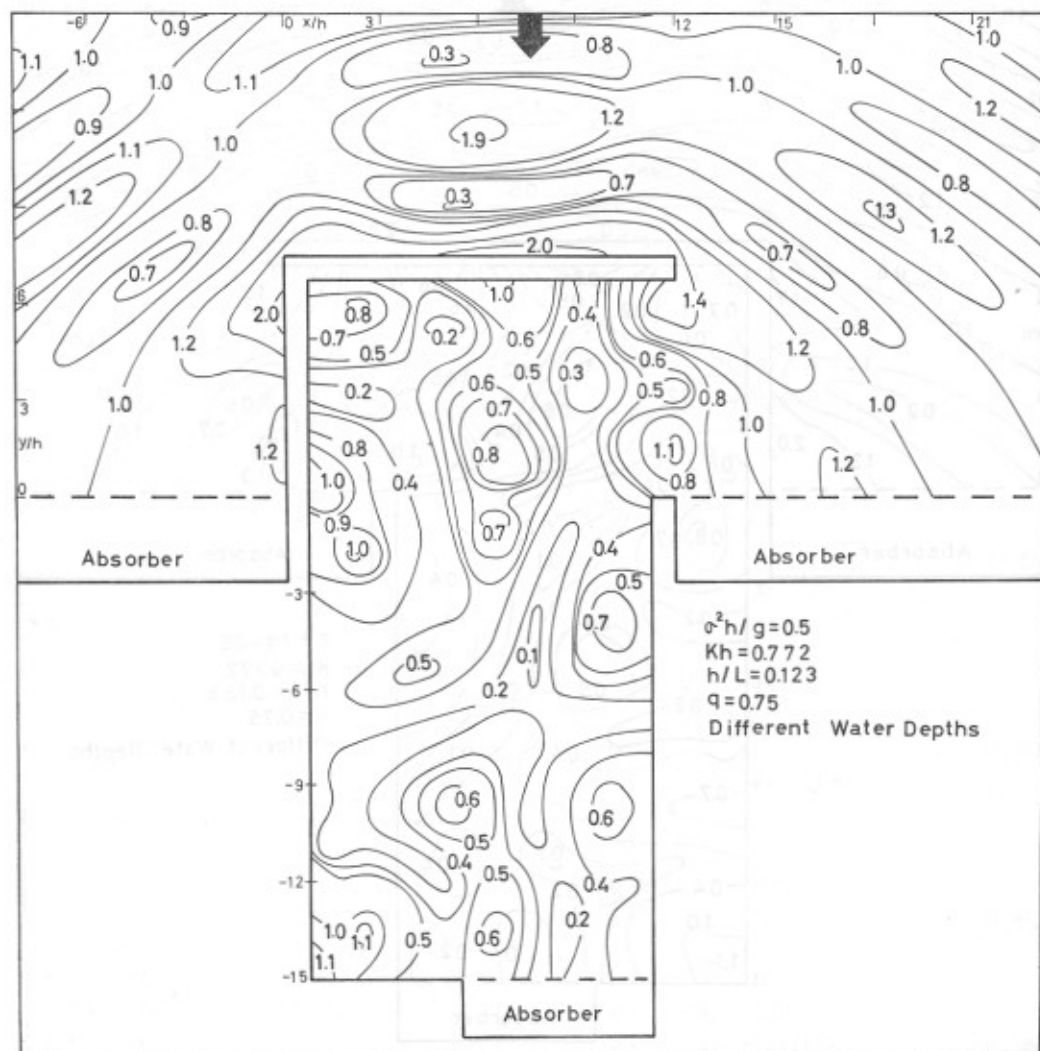 -6 0 x/h 3 12 15 21
0.9 1.0 1.1 0.3 0.8 1.0 1.0
1.1 1.0 1.1 1.0 1.2
0.9 1.0 1.9 1.2 1.0
1.1 0.8
1.2 0.8 0.3 0.7 1.3
0.7 2.0 0.7 1.2
6 2.0 0.8 1.0 0.4 1.4
0.7 0.2 0.6 0.8
1.2 0.5 0.5 0.6 1.2
0.2 0.6 0.3 0.5
3 1.0 0.7 0.8 1.0
y/h 0.8 0.8 1.1 1.0
1.2 1.0 0.4 0.8 1.2
0
0.9 0.7
Absorber 1.0 0.4 Absorber
-3 0.5
0.7 σ²h/g=0.5
0.5 0.1 Kh=0.772
h/L=0.123
-6 0.2 q=0.75
Different Water Depths
-9 0.6
0.6
0.5
0.4 0.5
-12 0.4
0.2
1.0 1.1 0.5 0.6
1.1
-15
Absorber